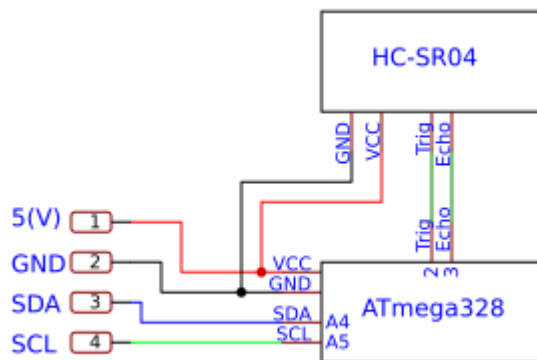 HC-SR04
GND
VCC
Trig
Echo
5(V) 1
GND 2
SDA 3
SCL 4
Trig
Echo
2 3
VCC
GND
SDA A4
SCL A5
ATmega328